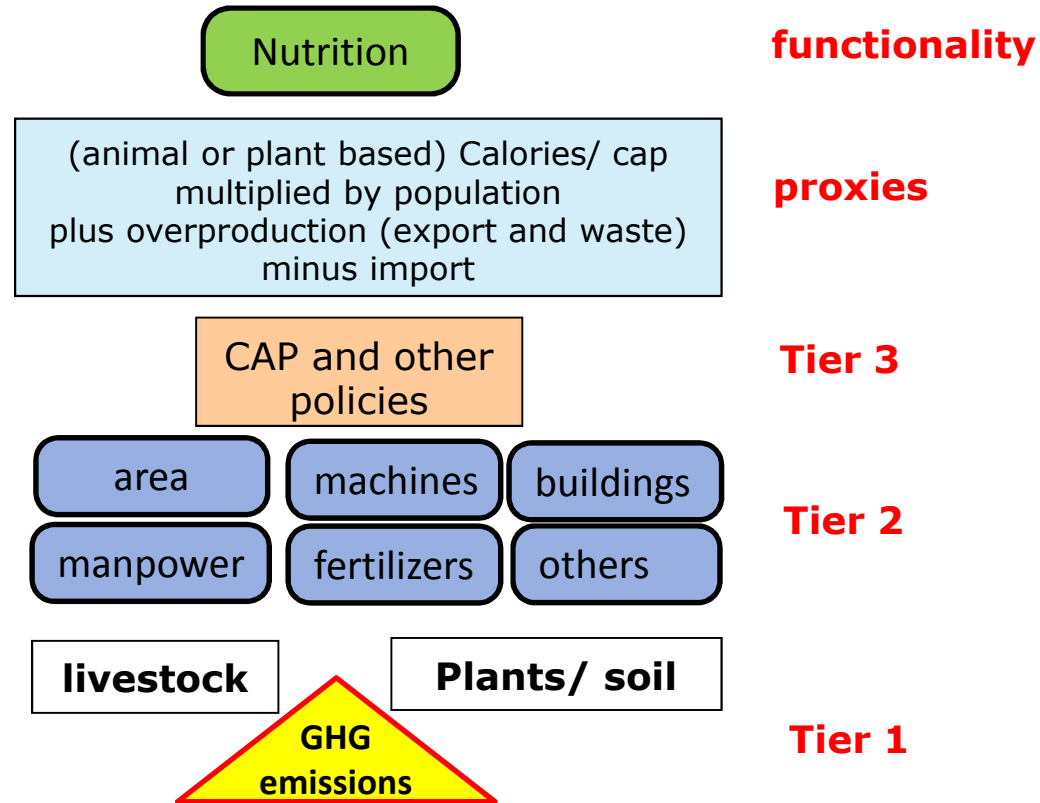 Nutrition
functionality
(animal or plant based) Calories/ cap
multiplied by population
plus overproduction (export and waste)
minus import
proxies
CAP and other
policies
Tier 3
area
machines
buildings
manpower
fertilizers
others
Tier 2
livestock
Plants/ soil
GHG
emissions
Tier 1